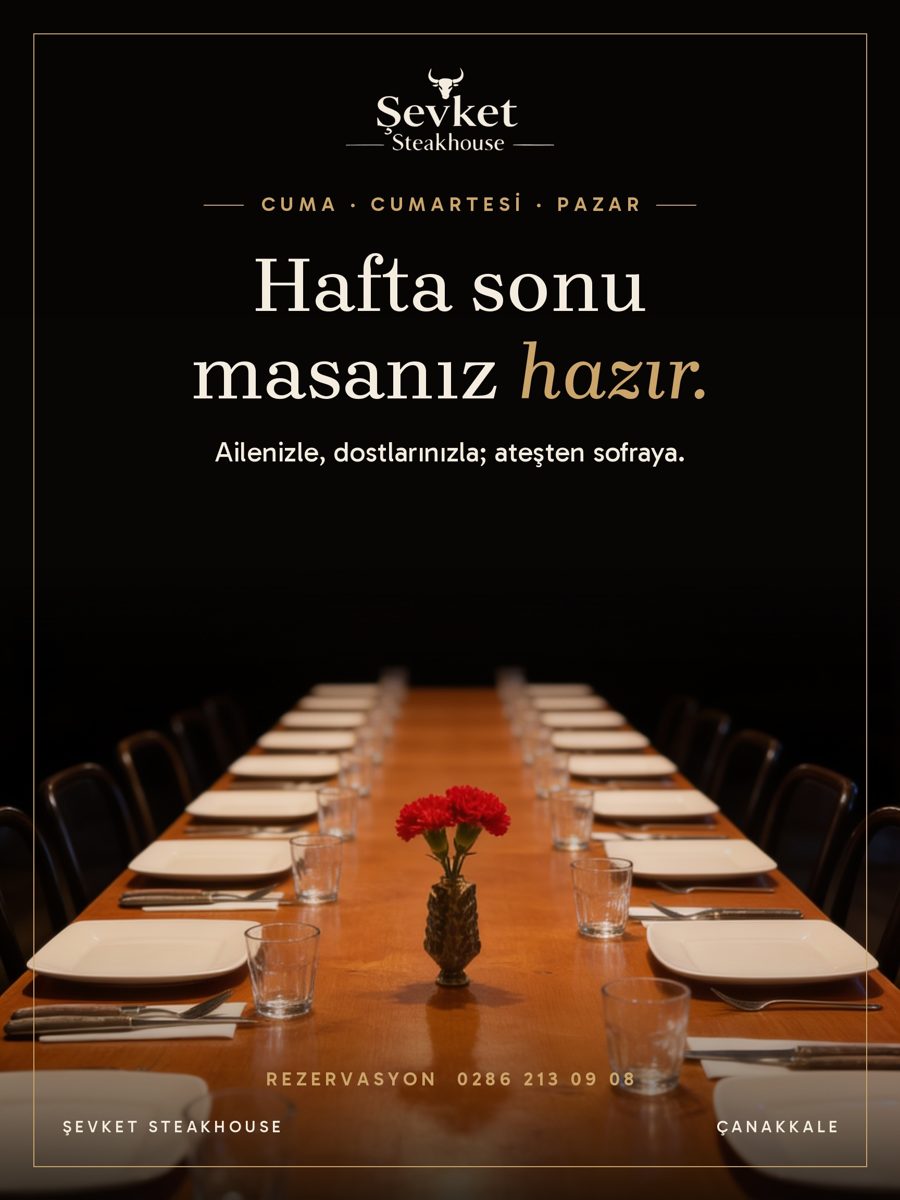 Şevket
Steakhouse
CUMA · CUMARTESİ · PAZAR
Hafta sonu
masanız hazır.
Ailenizle, dostlarınızla; ateşten sofraya.
REZERVASYON 0286 213 09 08
ŞEVKET STEAKHOUSE
ÇANAKKALE